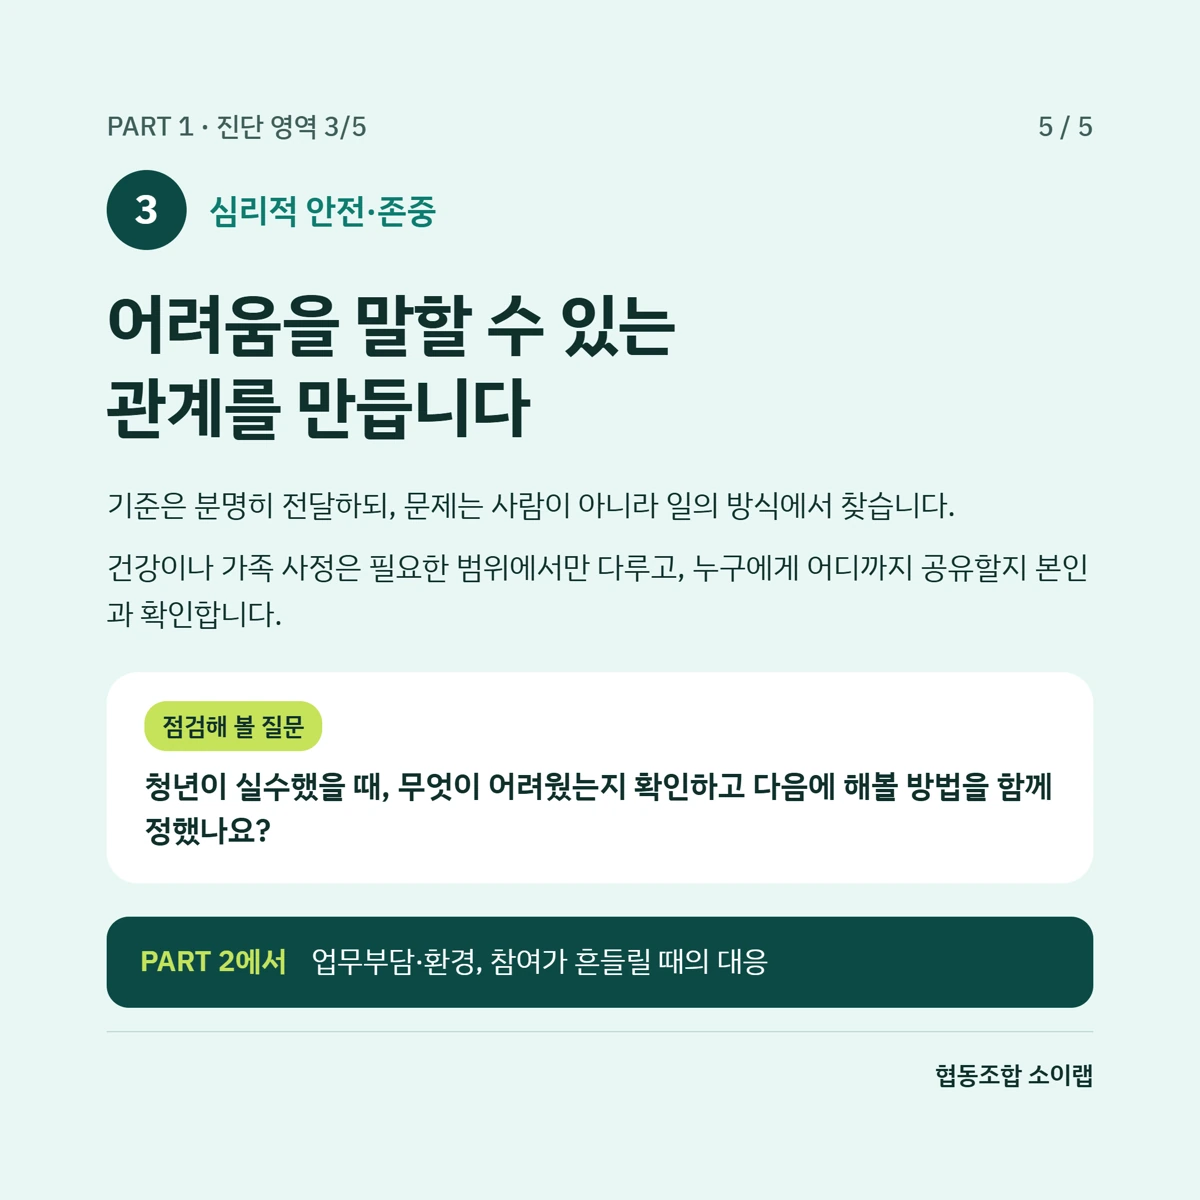 PART 1 · 진단 영역 3/5
5 / 5
3
심리적 안전·존중
어려움을 말할 수 있는
관계를 만듭니다
기준은 분명히 전달하되, 문제는 사람이 아니라 일의 방식에서 찾습니다.
건강이나 가족 사정은 필요한 범위에서만 다루고, 누구에게 어디까지 공유할지 본인
과 확인합니다.
점검해 볼 질문
청년이 실수했을 때, 무엇이 어려웠는지 확인하고 다음에 해볼 방법을 함께
정했나요?
PART 2에서 업무부담·환경, 참여가 흔들릴 때의 대응
협동조합 소이랩